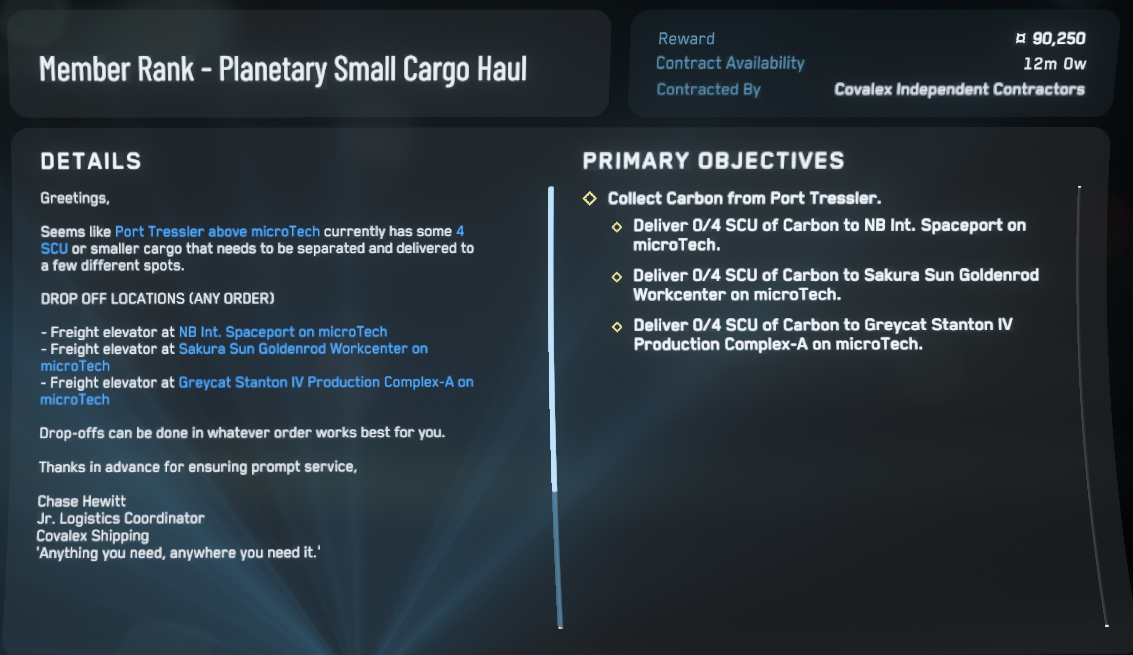 Member Rank - Planetary Small Cargo Haul
Reward ¤ 90,250
Contract Availability 12m 0w
Contracted By Covalex Independent Contractors
DETAILS
Greetings,
Seems like Port Tressler above microTech currently has some 4
SCU or smaller cargo that needs to be separated and delivered to
a few different spots.
DROP OFF LOCATIONS (ANY ORDER)
- Freight elevator at NB Int. Spaceport on microTech
- Freight elevator at Sakura Sun Goldenrod Workcenter on
microTech
- Freight elevator at Greycat Stanton IV Production Complex-A on
microTech
Drop-offs can be done in whatever order works best for you.
Thanks in advance for ensuring prompt service,
Chase Hewitt
Jr. Logistics Coordinator
Covalex Shipping
'Anything you need, anywhere you need it.'
PRIMARY OBJECTIVES
Collect Carbon from Port Tressler.
Deliver 0/4 SCU of Carbon to NB Int. Spaceport on
microTech.
Deliver 0/4 SCU of Carbon to Sakura Sun Goldenrod
Workcenter on microTech.
Deliver 0/4 SCU of Carbon to Greycat Stanton IV
Production Complex-A on microTech.